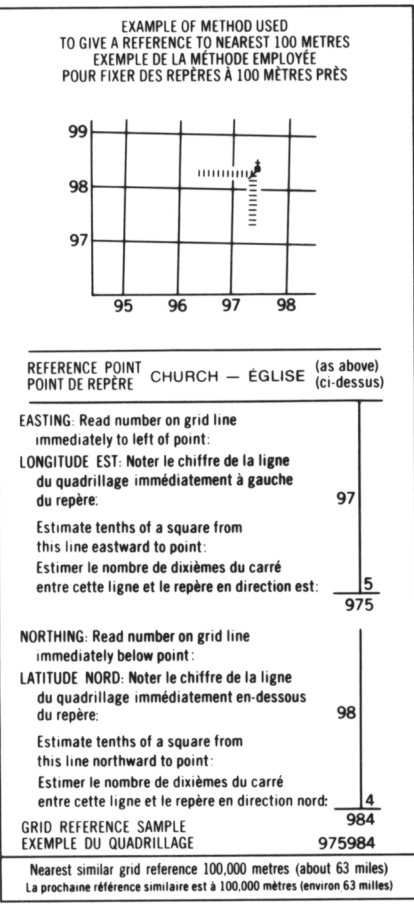 EXAMPLE OF METHOD USED
TO GIVE A REFERENCE TO NEAREST 100 METRES
EXEMPLE DE LA MÉTHODE EMPLOYÉE
POUR FIXER DES REPÈRES À 100 MÈTRES PRÈS
99
98
97
95 96 97 98
REFERENCE POINT
POINT DE REPÈRE
CHURCH — ÉGLISE
(as above)
(ci-dessus)
EASTING: Read number on grid line
immediately to left of point:
LONGITUDE EST: Noter le chiffre de la ligne
du quadrillage immédiatement à gauche
du repère: 97
Estimate tenths of a square from
this line eastward to point:
Estimer le nombre de dixièmes du carré
entre cette ligne et le repère en direction est: 5
975
NORTHING: Read number on grid line
immediately below point:
LATITUDE NORD: Noter le chiffre de la ligne
du quadrillage immédiatement en-dessous
du repère: 98
Estimate tenths of a square from
this line northward to point:
Estimer le nombre de dixièmes du carré
entre cette ligne et le repère en direction nord: 4
984
GRID REFERENCE SAMPLE
EXEMPLE DU QUADRILLAGE 975984
Nearest similar grid reference 100,000 metres (about 63 miles)
La prochaine référence similaire est à 100,000 mètres (environ 63 milles)